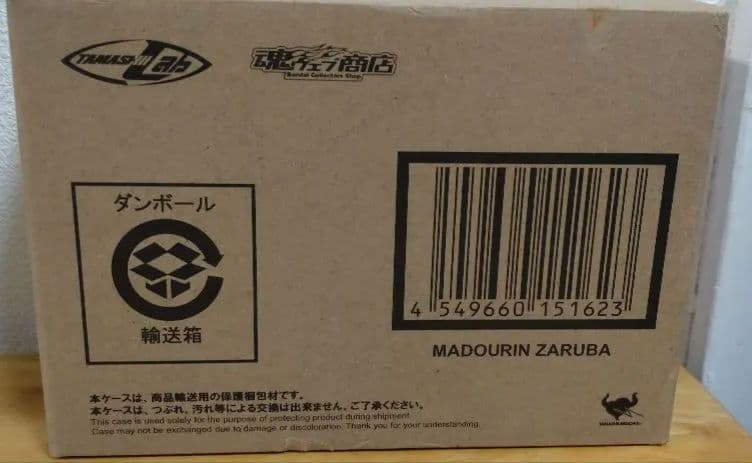 TAMASHII Lab
魂ウェブ商店
Bandai Collectors Shop
ダンボール
輸送箱
4 549660 151623
MADOURIN ZARUBA
本ケースは、商品輸送用の保護梱包材です。
本ケースは、つぶれ、汚れ等による交換は出来ません、ご了承ください。
This case is used solely for the purpose of protecting product during shipment.
Case may not be exchanged due to damage or discoloration. Thank you for your understanding.
TAMASHII NATIONS